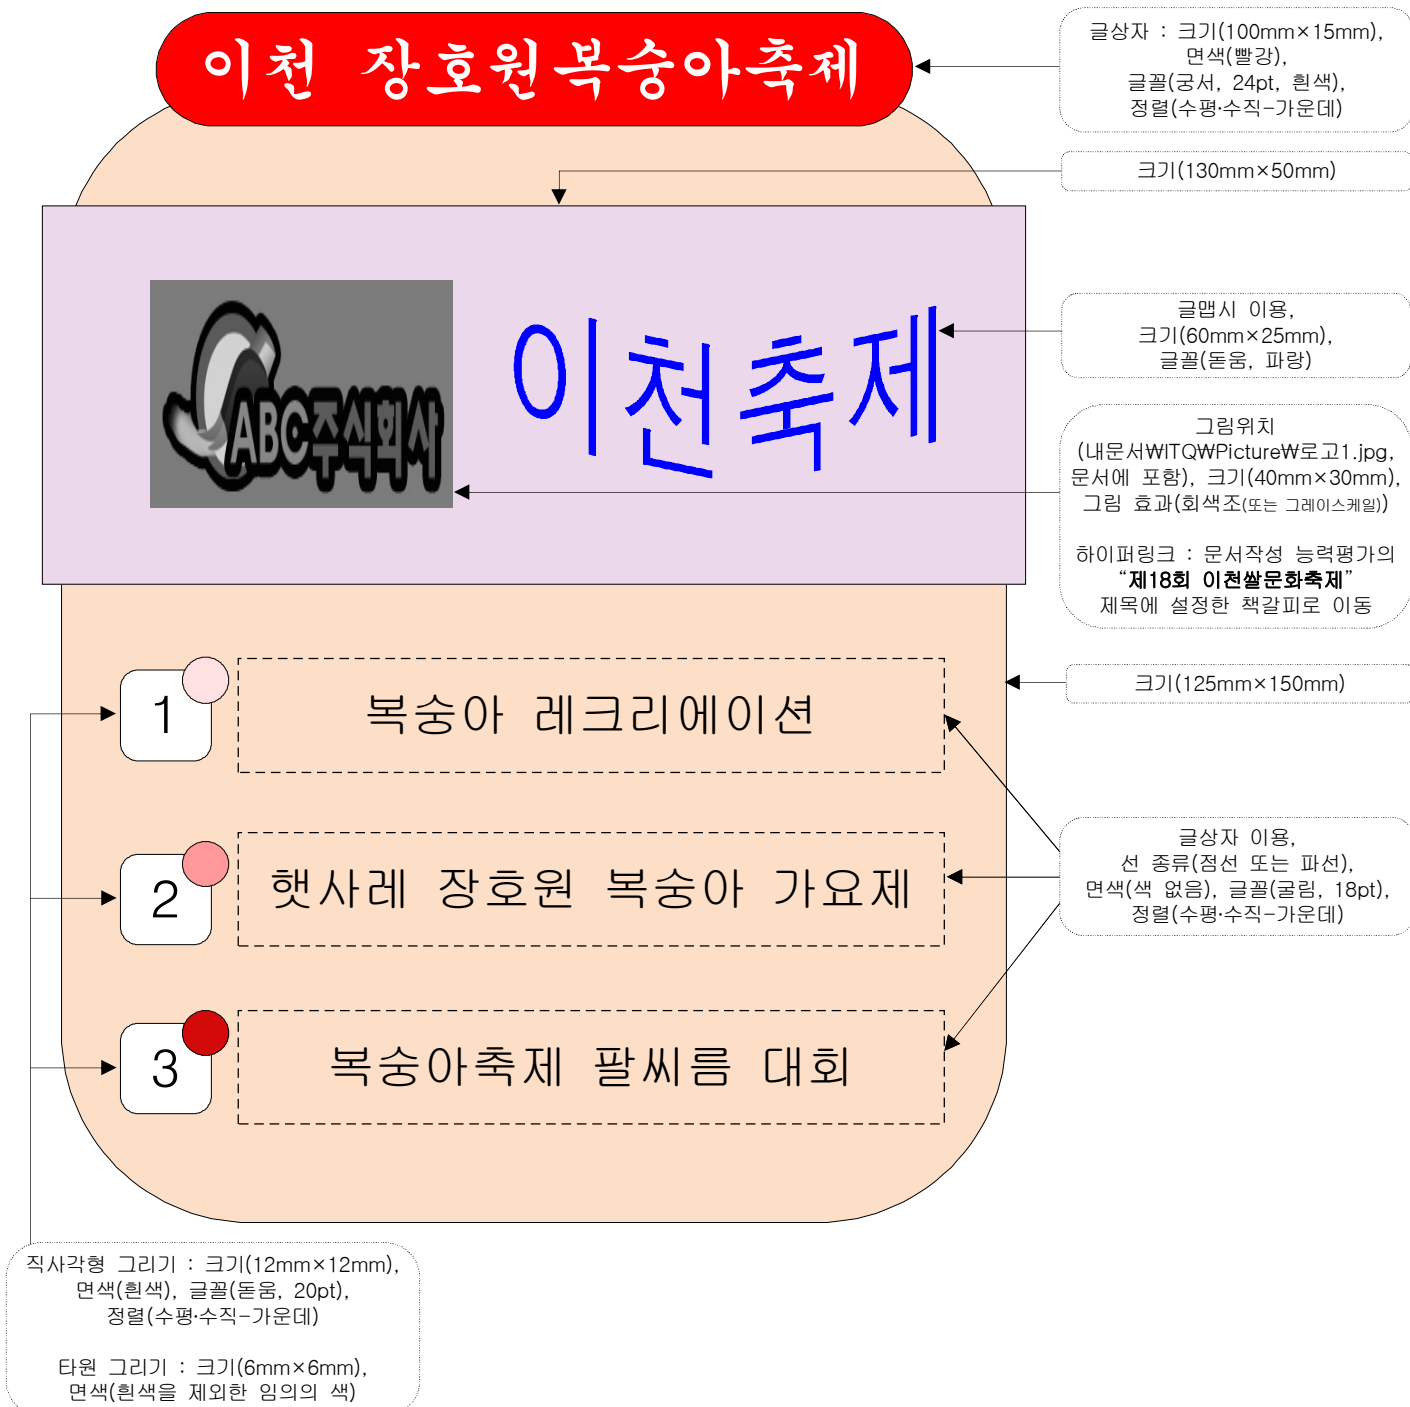 이천 장호원복숭아축제
글상자 : 크기(100mm×15mm),
면색(빨강),
글꼴(궁서, 24pt, 흰색),
정렬(수평·수직-가운데)
크기(130mm×50mm)
ABC주식회사
이천축제
글맵시 이용,
크기(60mm×25mm),
글꼴(돋움, 파랑)
그림위치
(내문서₩ITQ₩Picture₩로고1.jpg,
문서에 포함), 크기(40mm×30mm),
그림 효과(회색조(또는 그레이스케일))
하이퍼링크 : 문서작성 능력평가의
“제18회 이천쌀문화축제”
제목에 설정한 책갈피로 이동
크기(125mm×150mm)
1
복숭아 레크리에이션
2
햇사레 장호원 복숭아 가요제
3
복숭아축제 팔씨름 대회
글상자 이용,
선 종류(점선 또는 파선),
면색(색 없음), 글꼴(굴림, 18pt),
정렬(수평·수직-가운데)
직사각형 그리기 : 크기(12mm×12mm),
면색(흰색), 글꼴(돋움, 20pt),
정렬(수평·수직-가운데)
타원 그리기 : 크기(6mm×6mm),
면색(흰색을 제외한 임의의 색)